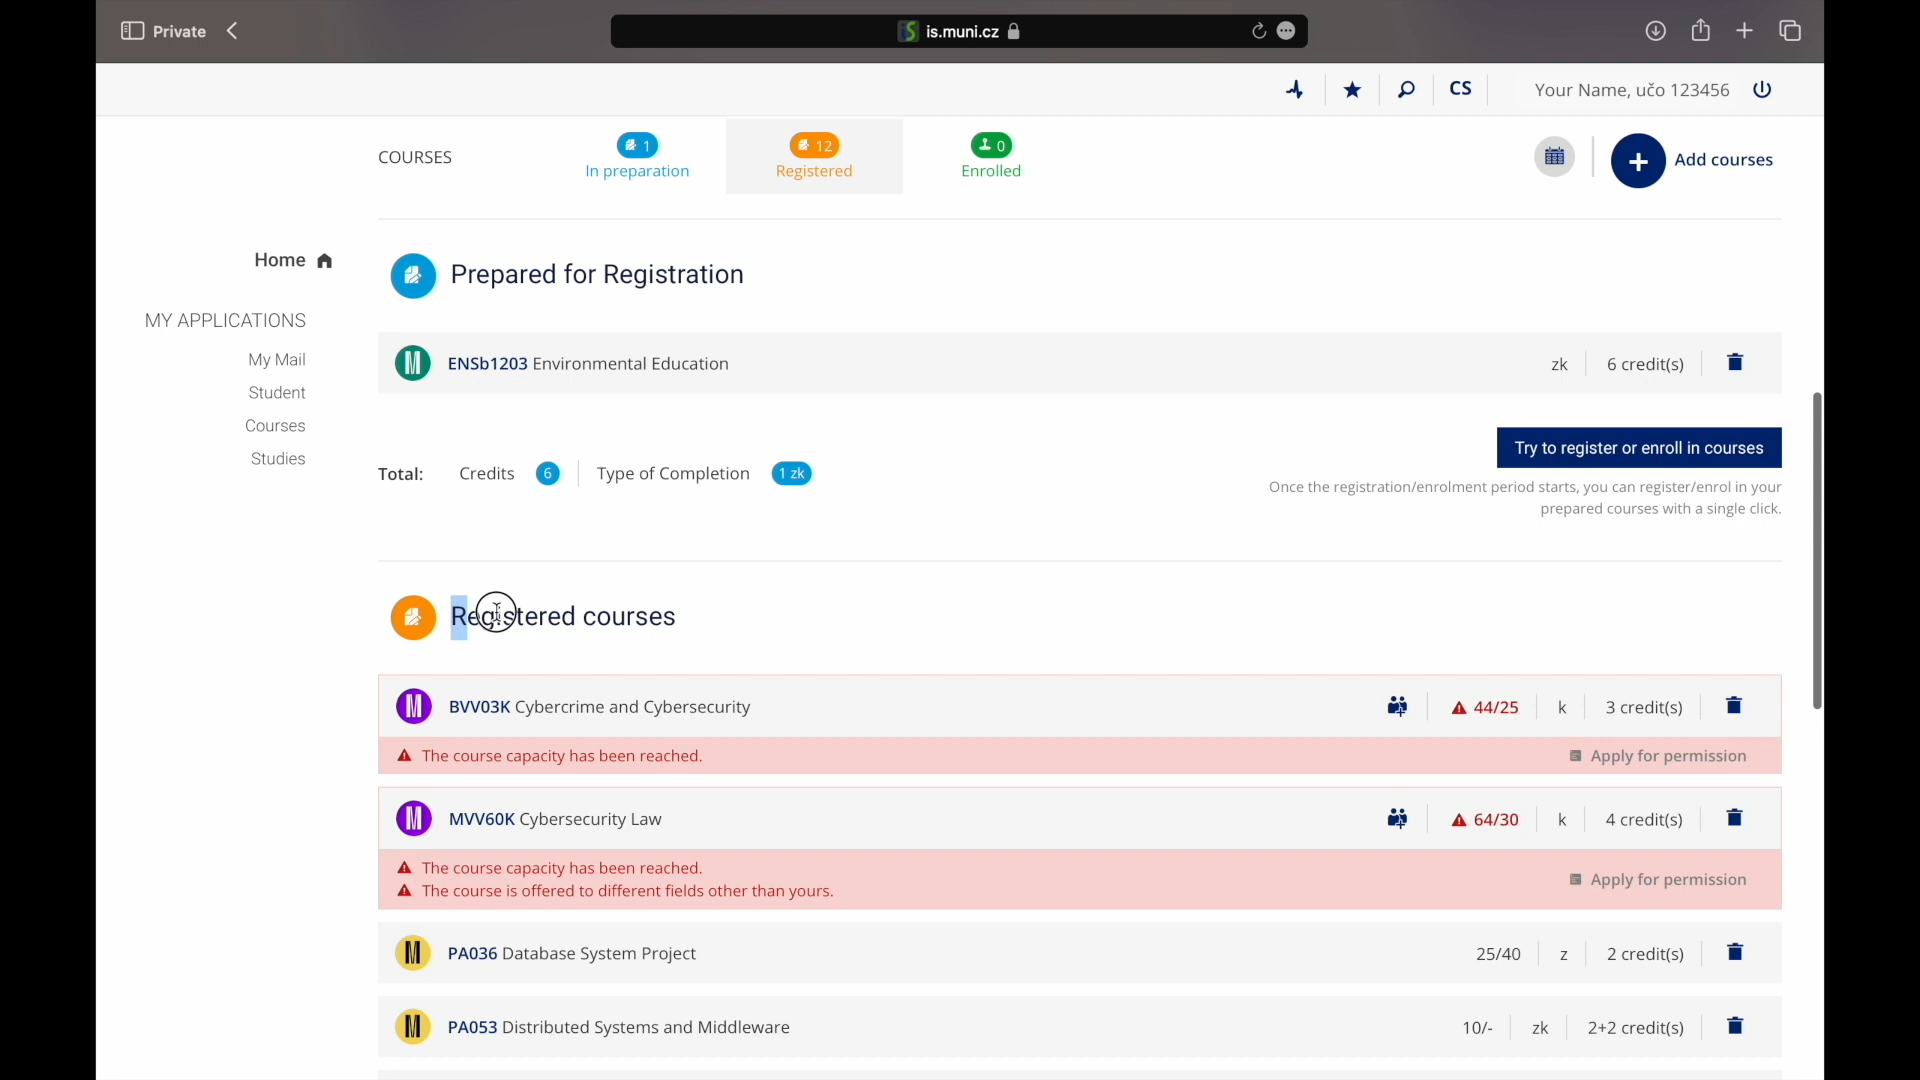 Private
is.muni.cz
CS
Your Name, učo 123456
COURSES
1
In preparation
12
Registered
0
Enrolled
Add courses
Home
MY APPLICATIONS
My Mail
Student
Courses
Studies
Prepared for Registration
ENSb1203 Environmental Education
zk
6 credit(s)
Try to register or enroll in courses
Total: Credits 6 Type of Completion 1 zk
Once the registration/enrolment period starts, you can register/enrol in your
prepared courses with a single click.
Registered courses
BVV03K Cybercrime and Cybersecurity
44/25
k
3 credit(s)
The course capacity has been reached.
Apply for permission
MVV60K Cybersecurity Law
64/30
k
4 credit(s)
The course capacity has been reached.
The course is offered to different fields other than yours.
Apply for permission
PA036 Database System Project
25/40
z
2 credit(s)
PA053 Distributed Systems and Middleware
10/-
zk
2+2 credit(s)